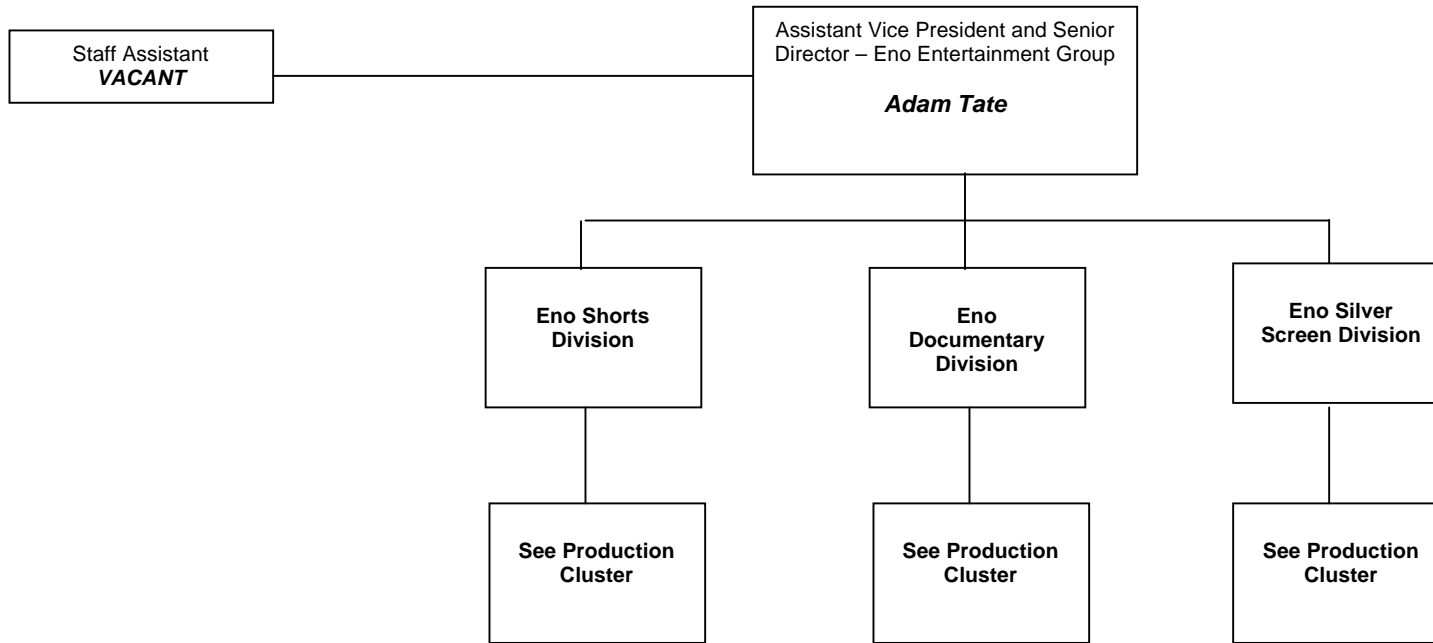 Staff Assistant
VACANT
Assistant Vice President and Senior
Director – Eno Entertainment Group
Adam Tate
Eno Shorts
Division
Eno
Documentary
Division
Eno Silver
Screen Division
See Production
Cluster
See Production
Cluster
See Production
Cluster